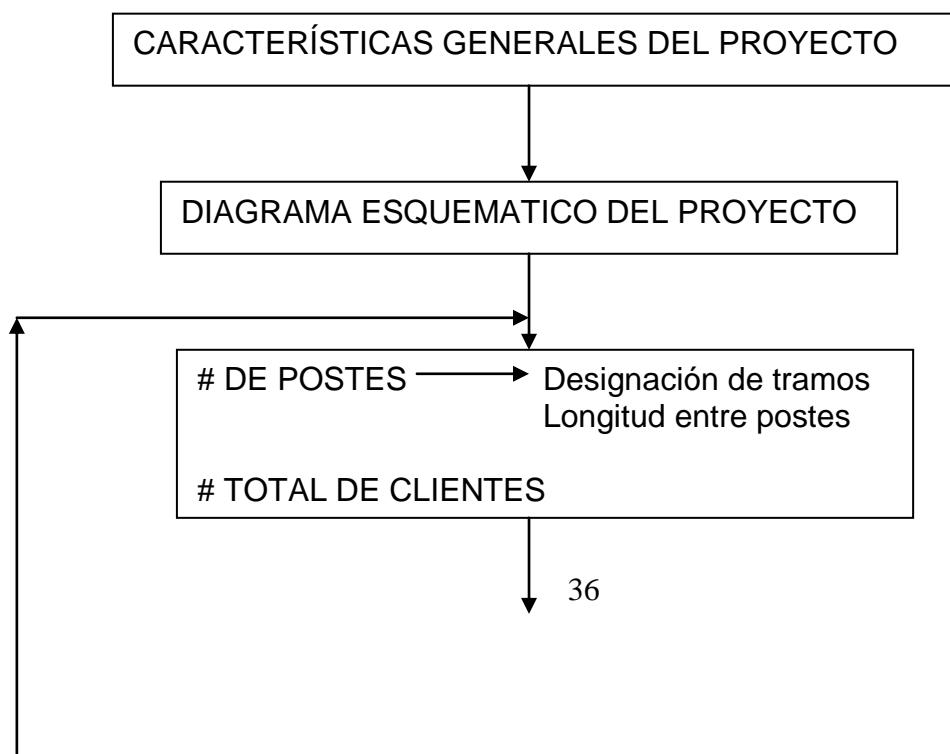 CARACTERÍSTICAS GENERALES DEL PROYECTO
DIAGRAMA ESQUEMATICO DEL PROYECTO
# DE POSTES Designación de tramos
Longitud entre postes
# TOTAL DE CLIENTES
36